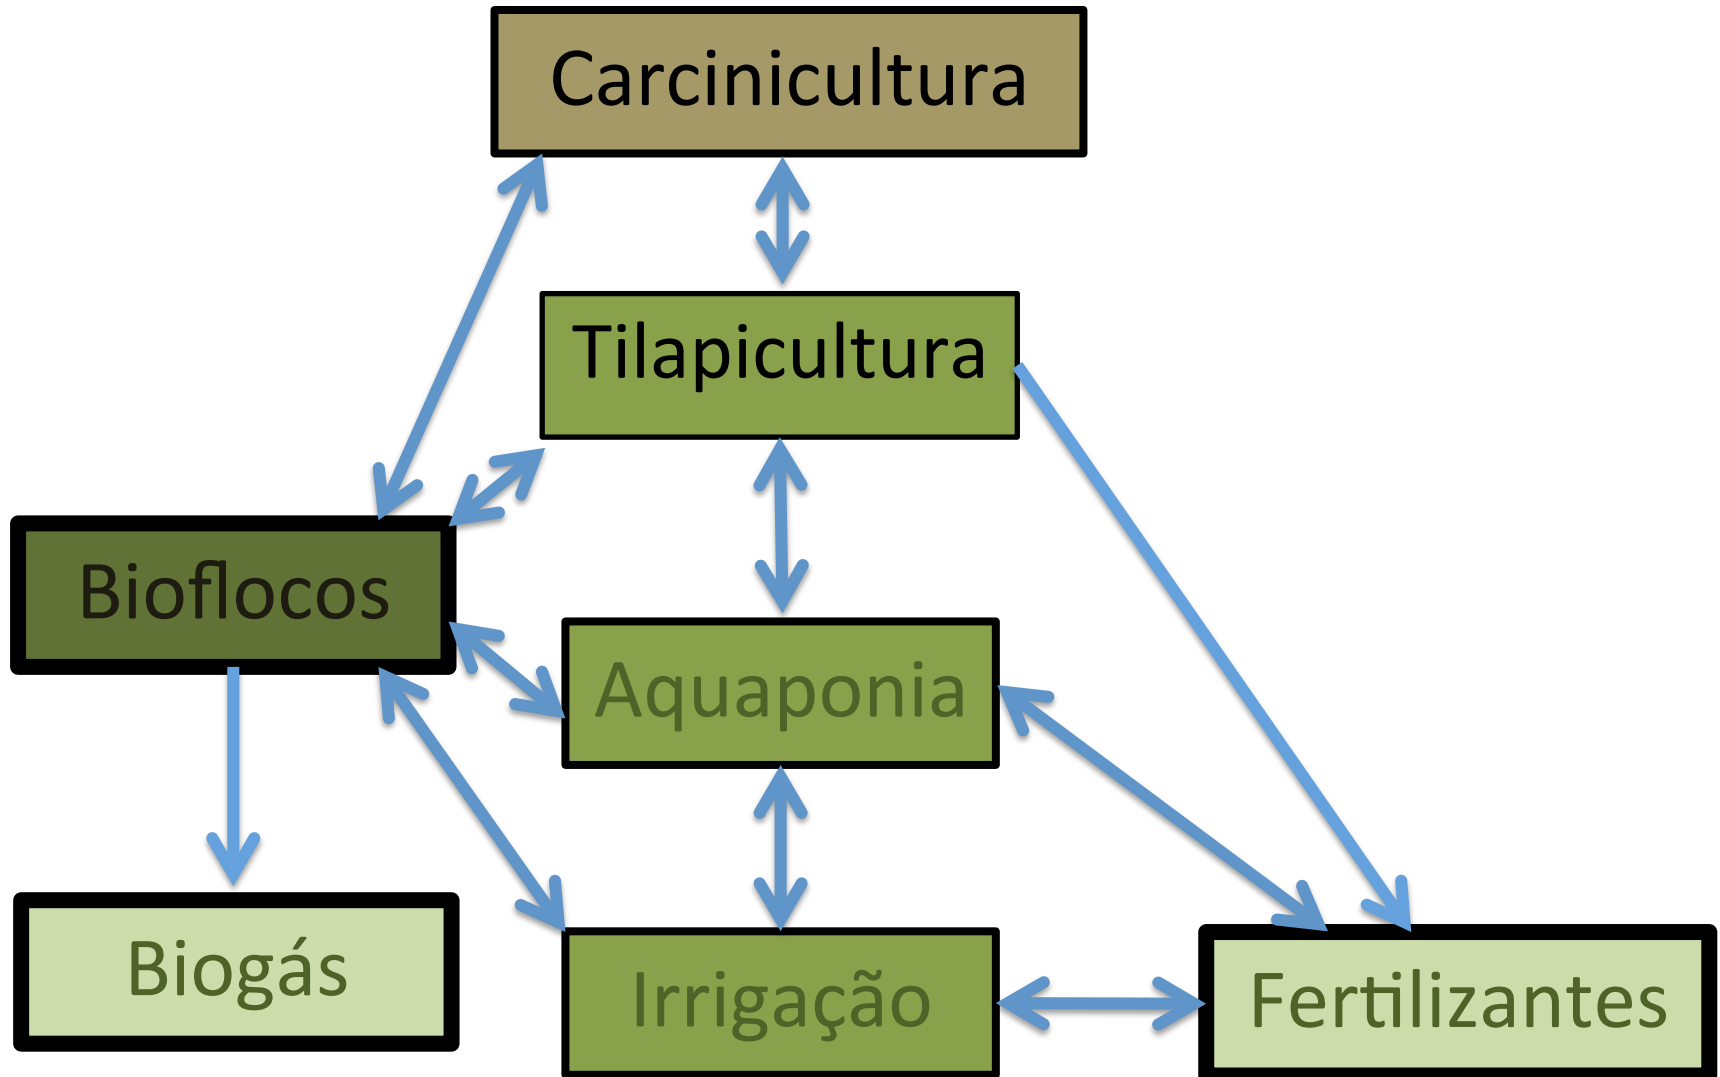 Carcinicultura
Tilapicultura
Bioflocos
Aquaponia
Biogás
Irrigação
Fertilizantes